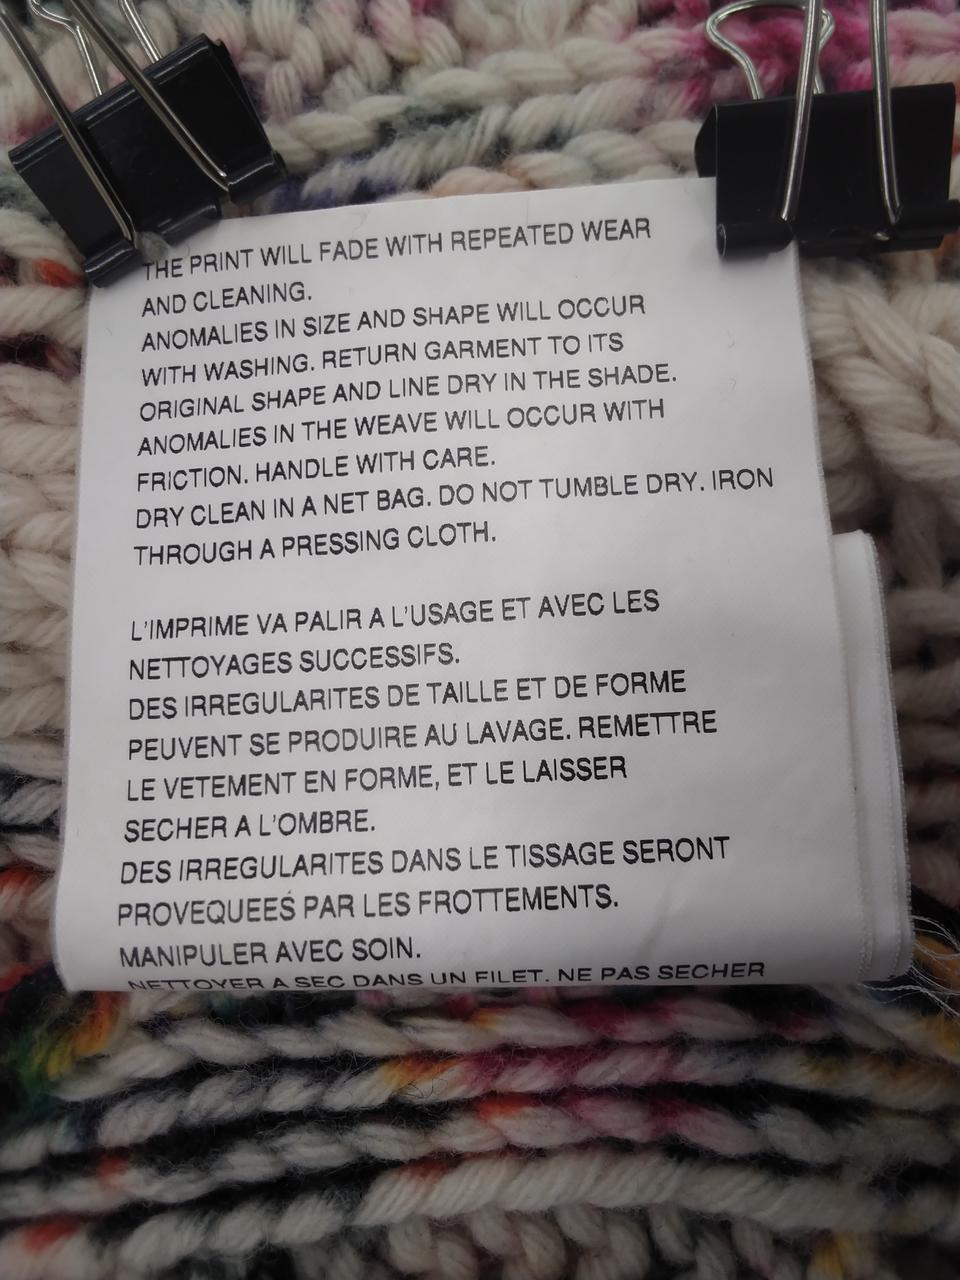 THE PRINT WILL FADE WITH REPEATED WEAR
AND CLEANING.
ANOMALIES IN SIZE AND SHAPE WILL OCCUR
WITH WASHING. RETURN GARMENT TO ITS
ORIGINAL SHAPE AND LINE DRY IN THE SHADE.
ANOMALIES IN THE WEAVE WILL OCCUR WITH
FRICTION. HANDLE WITH CARE.
DRY CLEAN IN A NET BAG. DO NOT TUMBLE DRY. IRON
THROUGH A PRESSING CLOTH.
L'IMPRIME VA PALIR A L'USAGE ET AVEC LES
NETTOYAGES SUCCESSIFS.
DES IRREGULARITES DE TAILLE ET DE FORME
PEUVENT SE PRODUIRE AU LAVAGE. REMETTRE
LE VETEMENT EN FORME, ET LE LAISSER
SECHER A L'OMBRE.
DES IRREGULARITES DANS LE TISSAGE SERONT
PROVEQUEES PAR LES FROTTEMENTS.
MANIPULER AVEC SOIN.
NETTOYER A SEC DANS UN FILET. NE PAS SECHER